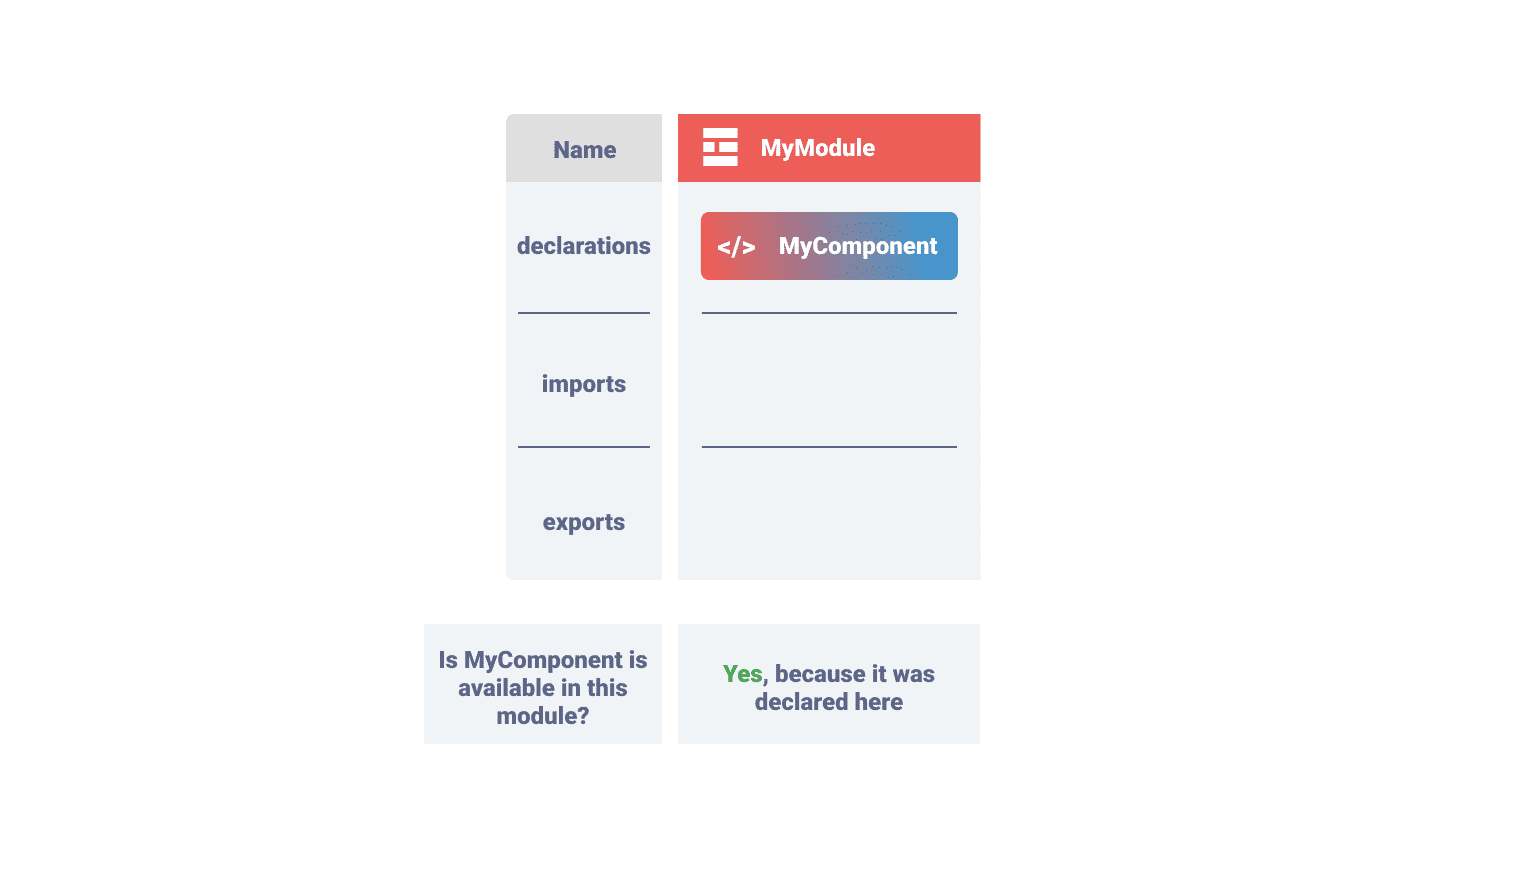 Name
MyModule
declarations
</> MyComponent
imports
exports
Is MyComponent is
available in this
module?
Yes, because it was
declared here